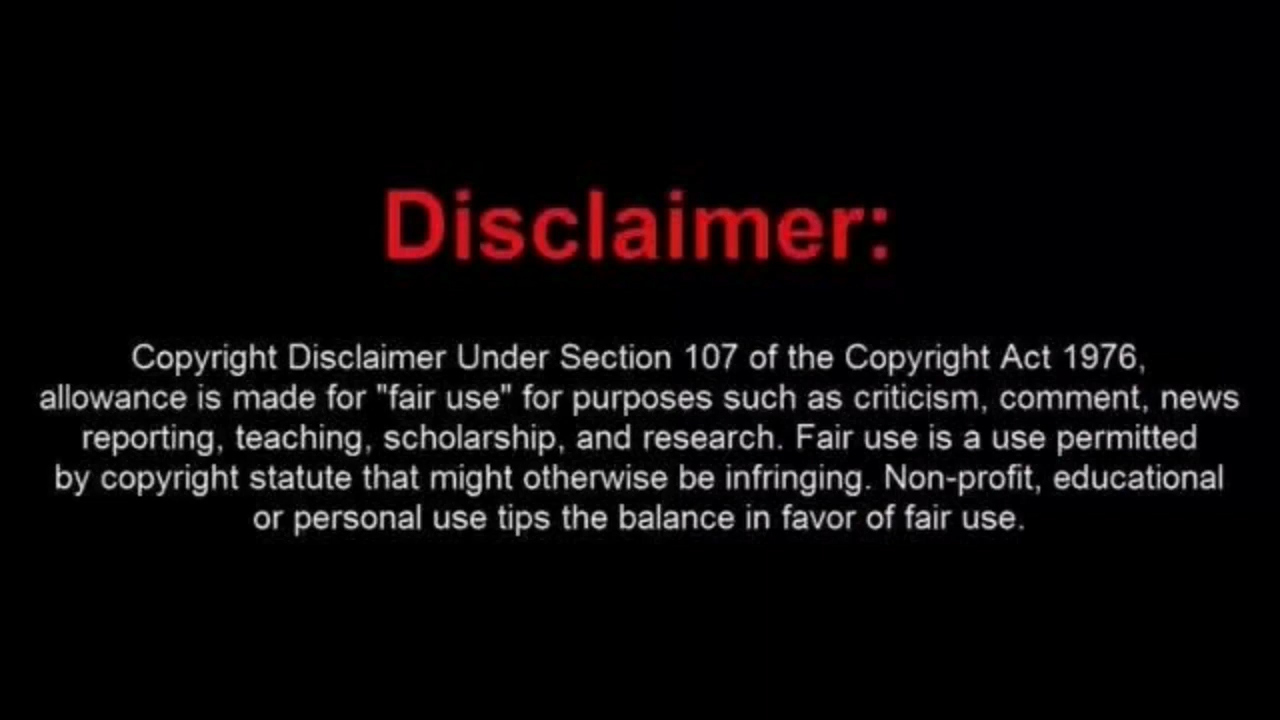 Disclaimer:
Copyright Disclaimer Under Section 107 of the Copyright Act 1976,
allowance is made for "fair use" for purposes such as criticism, comment, news
reporting, teaching, scholarship, and research. Fair use is a use permitted
by copyright statute that might otherwise be infringing. Non-profit, educational
or personal use tips the balance in favor of fair use.